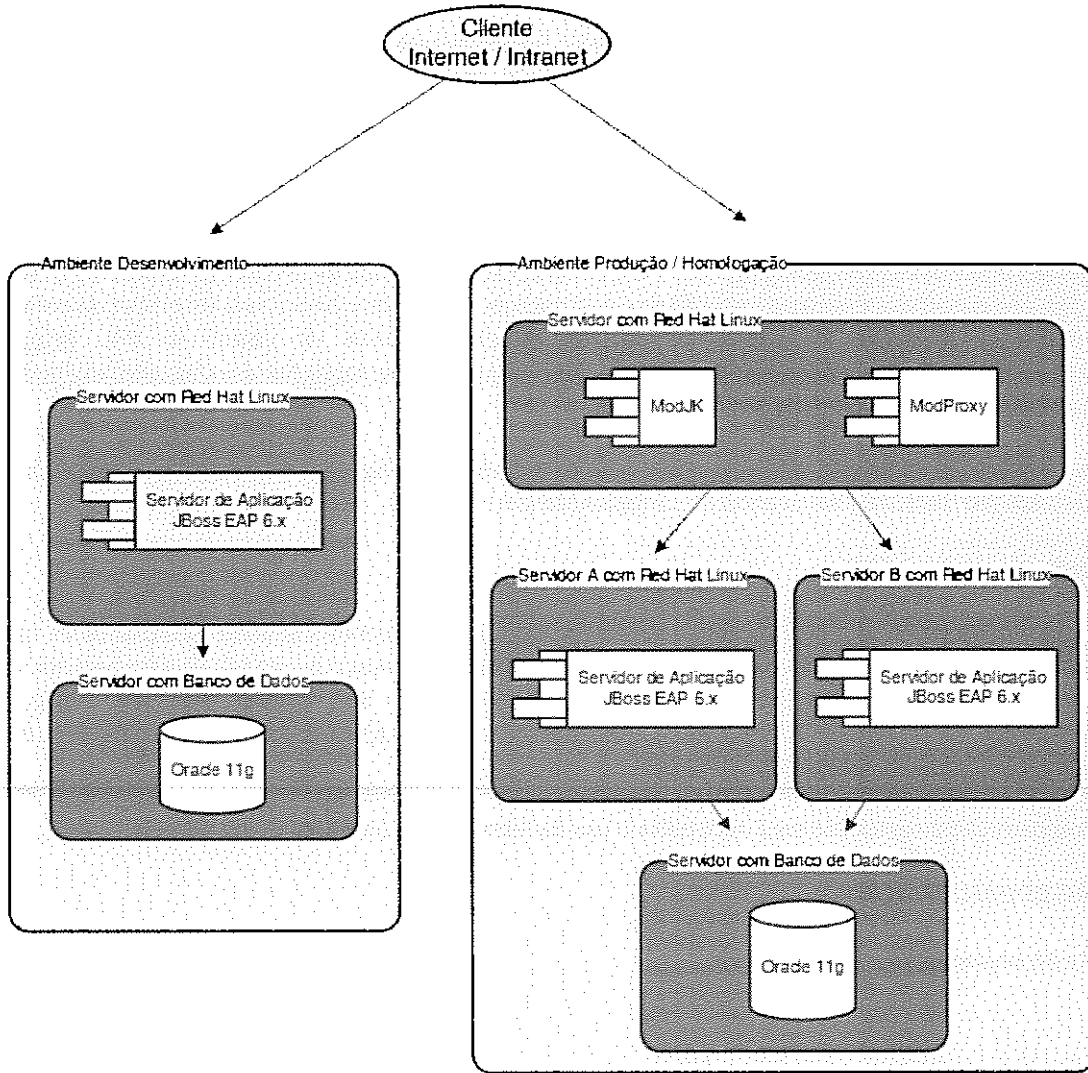 Cliente
Internet / Intranet
Ambiente Desenvolvimento
Servidor com Red Hat Linux
Servidor de Aplicação
JBoss EAP 6.x
Servidor com Banco de Dados
Oracle 11g
Ambiente Produção / Homologação
Servidor com Red Hat Linux
ModJK
ModProxy
Servidor A com Red Hat Linux
Servidor de Aplicação
JBoss EAP 6.x
Servidor B com Red Hat Linux
Servidor de Aplicação
JBoss EAP 6.x
Servidor com Banco de Dados
Oracle 11g